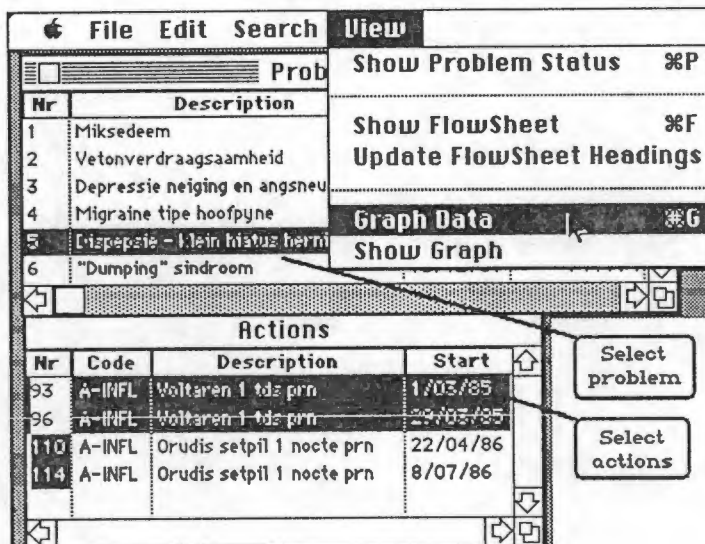 File Edit Search View
Prob
Show Problem Status ⌘P
Show FlowSheet ⌘F
Update FlowSheet Headings
Graph Data ⌘G
Show Graph
Nr Description
1 Miksedeem
2 Vetonverdraagsaamheid
3 Depressie neiging en angsneu
4 Migraine tipe hoofpyne
5 Dispepsie - klein hiatus herni
6 "Dumping" sindroom
Actions
Nr Code Description Start
93 A-INFL Voltaren 1 tds prn 1/03/85
96 A-INFL Voltaren 1 tds prn /03/85
110 A-INFL Orudis setpil 1 nocte prn 22/04/86
114 A-INFL Orudis setpil 1 nocte prn 8/07/86
Select
problem
Select
actions